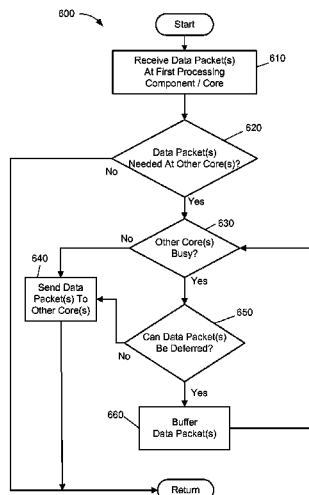 600
Start
Receive Data Packet(s)
At First Processing
Component / Core
610
620
Data Packet(s)
Needed At Other Core(s)?
No
Yes
630
Other Core(s)
Busy?
No
Yes
640
Send Data
Packet(s) To
Other Core(s)
650
Can Data Packet(s)
Be Deferred?
No
Yes
660
Buffer
Data Packet(s)
Return